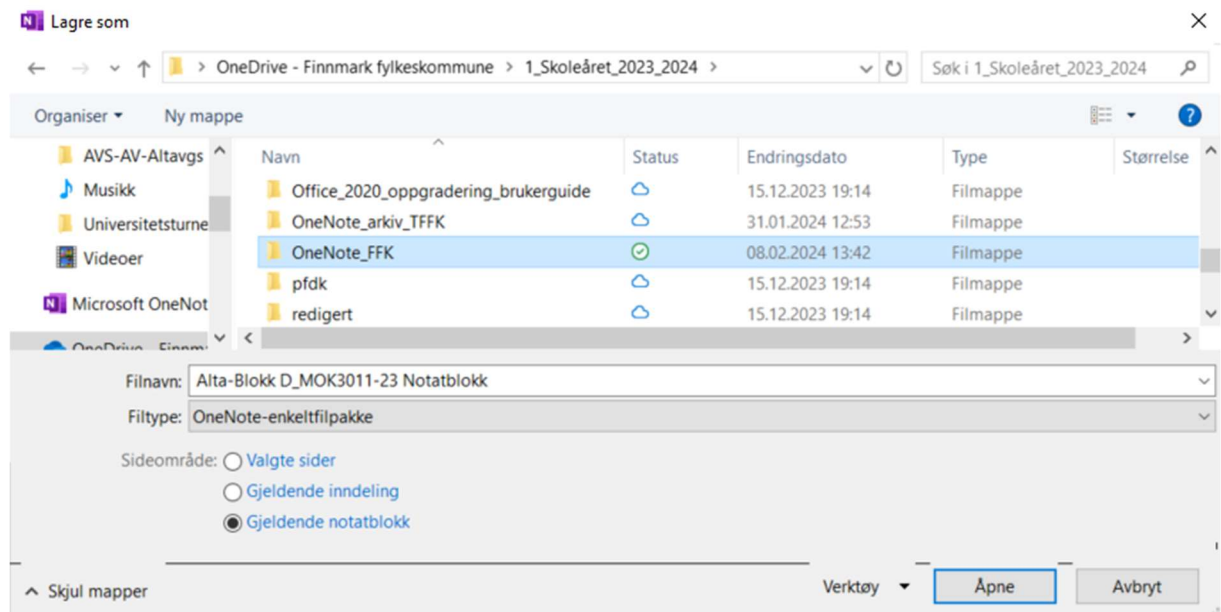 Lagre som
OneDrive - Finnmark fylkeskommune > 1_Skoleåret_2023_2024 >
Søk i 1_Skoleåret_2023_2024
Organiser Ny mappe
AVS-AV-Altavgs
Musikk
Universitetsturne
Videoer
Microsoft OneNot
OneDrive - Finnm
Navn Status Endringsdato Type Størrelse
Office_2020_oppgradering_brukerguide 15.12.2023 19:14 Filmappe
OneNote_arkiv_TFFK 31.01.2024 12:53 Filmappe
OneNote_FFK 08.02.2024 13:42 Filmappe
pfdk 15.12.2023 19:14 Filmappe
redigert 15.12.2023 19:14 Filmappe
Filnavn: Alta-Blokk D_MOK3011-23 Notatblokk
Filtype: OneNote-enkeltfilpakke
Sideområde: Valgte sider
Gjeldende inndeling
Gjeldende notatblokk
Skjul mapper Verktøy Åpne Avbryt